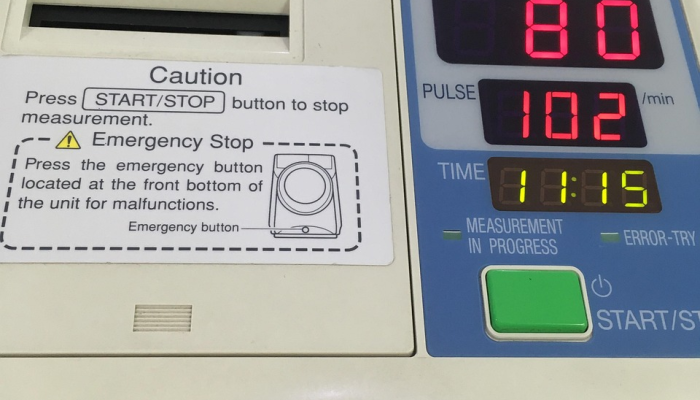 Caution
Press START/STOP button to stop
measurement.
Emergency Stop
Press the emergency button
located at the front bottom of
the unit for malfunctions.
Emergency button
80
PULSE 102 /min
TIME 11:15
MEASUREMENT
IN PROGRESS
ERROR-TRY
START/ST